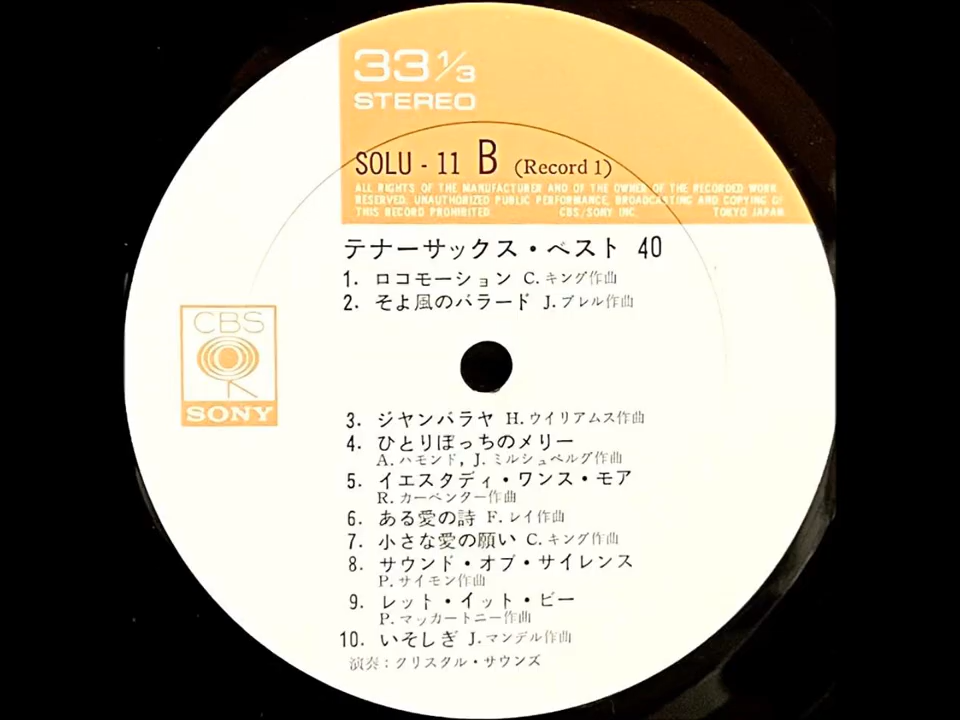 33 1/3
STEREO
SOLU - 11 B (Record 1)
ALL RIGHTS OF THE MANUFACTURER AND OF THE OWNER OF THE RECORDED WORK
RESERVED. UNAUTHORIZED PUBLIC PERFORMANCE, BROADCASTING AND COPYING OF
THIS RECORD PROHIBITED. CBS/SONY INC. TOKYO JAPAN
テナーサックス・ベスト 40
1. ロコモーション C. キング作曲
2. そよ風のバラード J. ブレル作曲
CBS
SONY
3. ジヤンバラヤ H. ウイリアムス作曲
4. ひとりぼっちのメリー
A. ハモンド, J. ミルシュベルグ作曲
5. イエスタディ・ワンス・モア
R. カーペンター作曲
6. ある愛の詩 F. レイ作曲
7. 小さな愛の願い C. キング作曲
8. サウンド・オブ・サイレンス
P. サイモン作曲
9. レット・イット・ビー
P. マッカートニー作曲
10. いそしぎ J. マンデル作曲
演奏：クリスタル・サウンズ